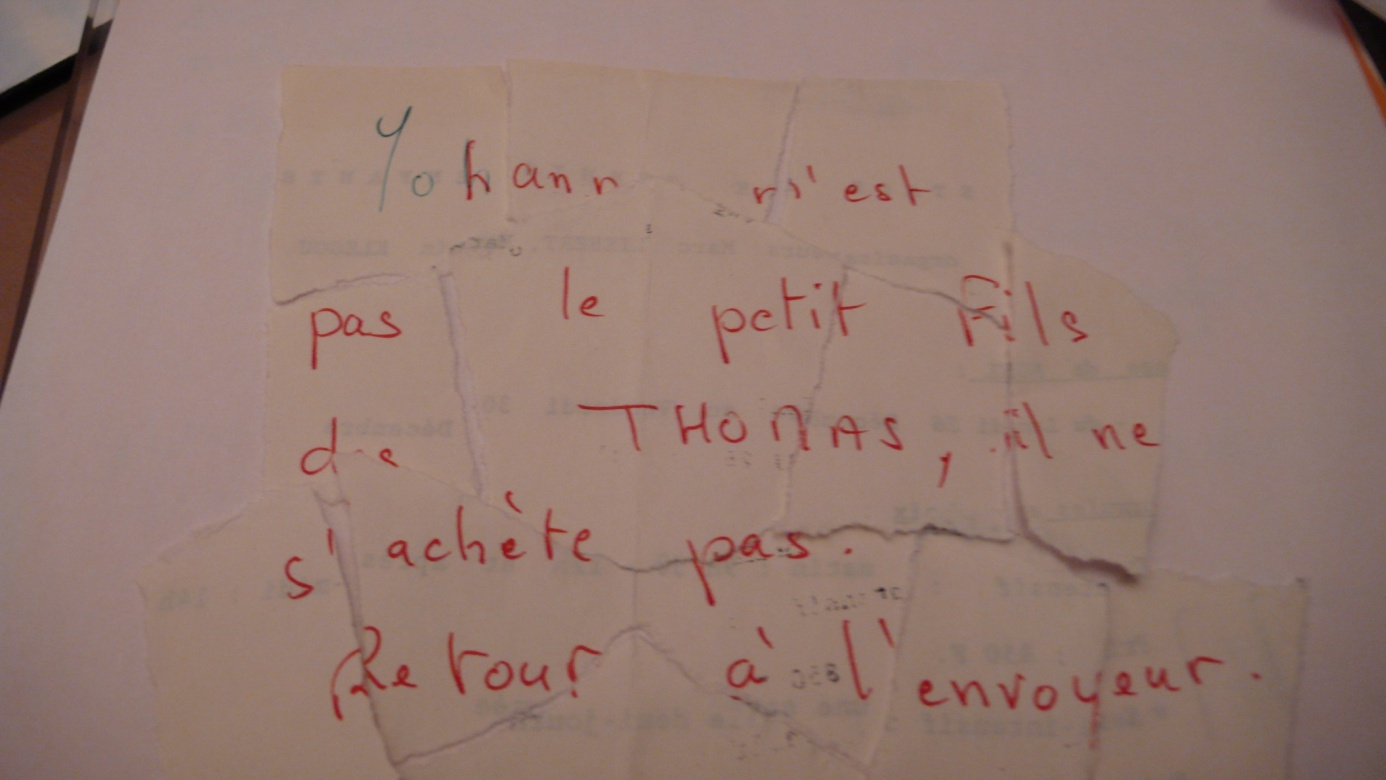 Yohann n'est
pas le petit Fils
de THOMAS, il ne
s'achète pas.
Retour à l'envoyeur.